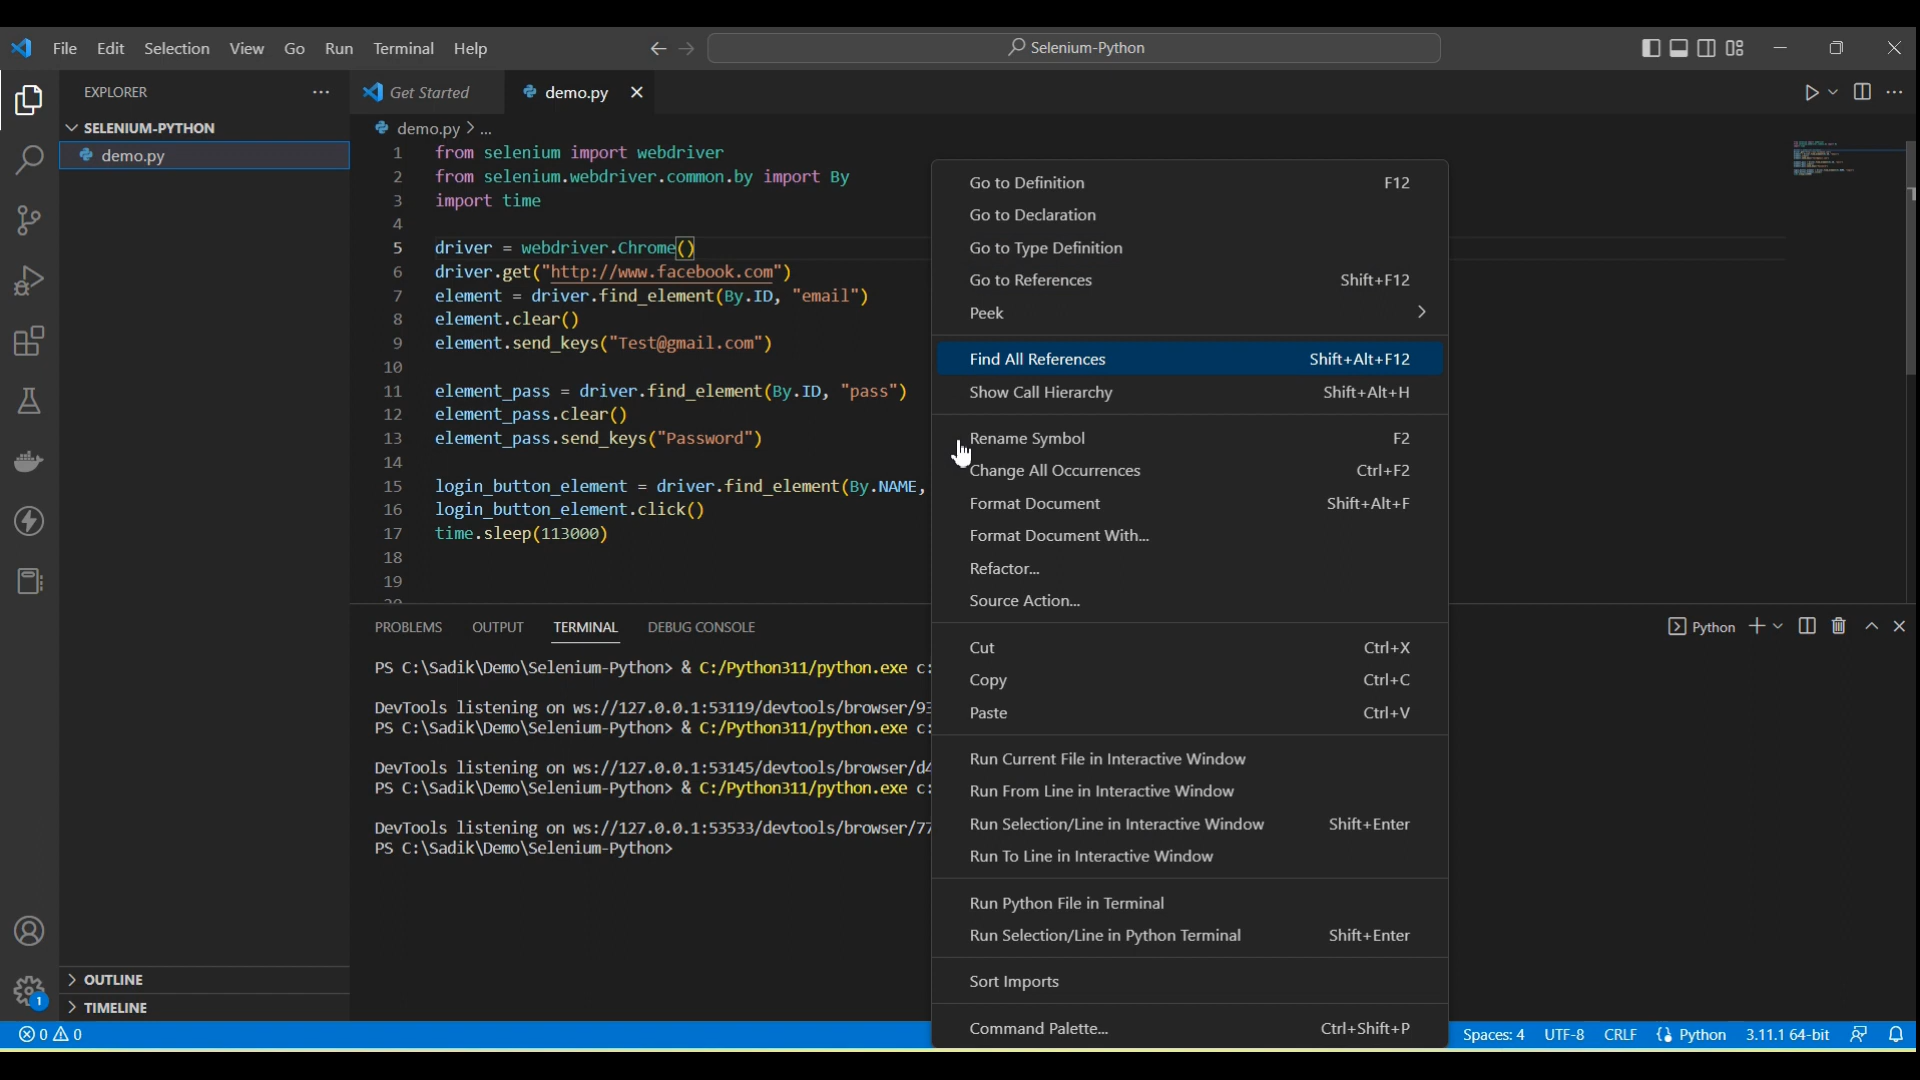 File Edit Selection View Go Run Terminal Help Selenium-Python
EXPLORER ...
SELENIUM-PYTHON
demo.py
OUTLINE
TIMELINE
Get Started demo.py
demo.py > ...
1 from selenium import webdriver
2 from selenium.webdriver.common.by import By
3 import time
4
5 driver = webdriver.Chrome()
6 driver.get("http://www.facebook.com")
7 element = driver.find_element(By.ID, "email")
8 element.clear()
9 element.send_keys("Test@gmail.com")
10
11 element_pass = driver.find_element(By.ID, "pass")
12 element_pass.clear()
13 element_pass.send_keys("Password")
14
15 login_button_element = driver.find_element(By.NAME,
16 login_button_element.click()
17 time.sleep(113000)
18
19
PROBLEMS OUTPUT TERMINAL DEBUG CONSOLE Python
PS C:\Sadik\Demo\Selenium-Python> & C:/Python311/python.exe c:
DevTools listening on ws://127.0.0.1:53119/devtools/browser/93
PS C:\Sadik\Demo\Selenium-Python> & C:/Python311/python.exe c:
DevTools listening on ws://127.0.0.1:53145/devtools/browser/d4
PS C:\Sadik\Demo\Selenium-Python> & C:/Python311/python.exe c:
DevTools listening on ws://127.0.0.1:53533/devtools/browser/77
PS C:\Sadik\Demo\Selenium-Python>
Go to Definition F12
Go to Declaration
Go to Type Definition
Go to References Shift+F12
Peek
Find All References Shift+Alt+F12
Show Call Hierarchy Shift+Alt+H
Rename Symbol F2
Change All Occurrences Ctrl+F2
Format Document Shift+Alt+F
Format Document With...
Refactor...
Source Action...
Cut Ctrl+X
Copy Ctrl+C
Paste Ctrl+V
Run Current File in Interactive Window
Run From Line in Interactive Window
Run Selection/Line in Interactive Window Shift+Enter
Run To Line in Interactive Window
Run Python File in Terminal
Run Selection/Line in Python Terminal Shift+Enter
Sort Imports
Command Palette... Ctrl+Shift+P
1
0 0 Spaces: 4 UTF-8 CRLF Python 3.11.1 64-bit